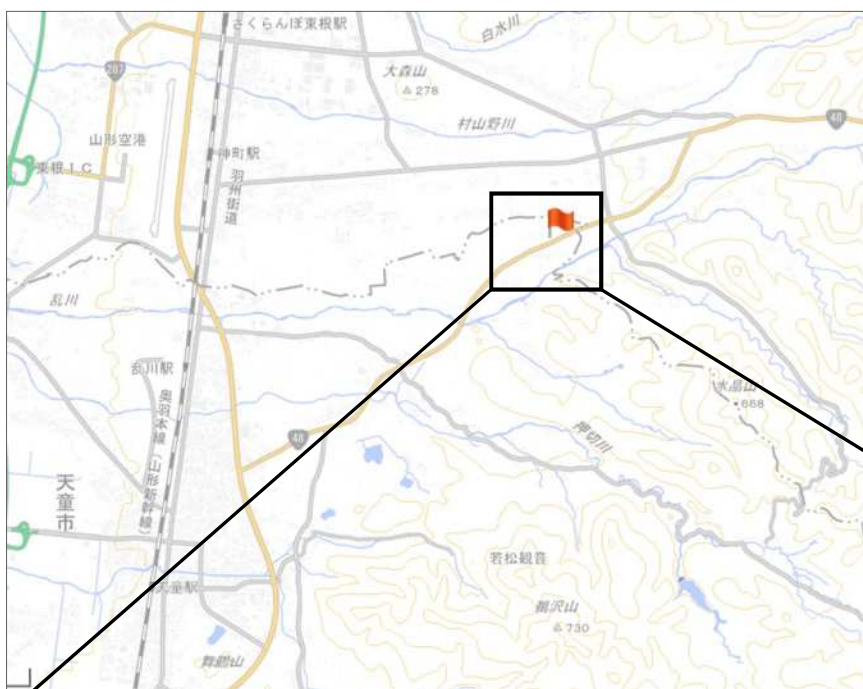 さくらんぼ東根駅
白水川
287
大森山
278
村山野川
48
山形空港
神町駅
東根IC
羽州街道
乱川
乱川駅
水晶山
668
奥羽本線(山形新幹線)
48
押切川
天童市
若松観音
天童駅
鵜沢山
730
舞鶴山